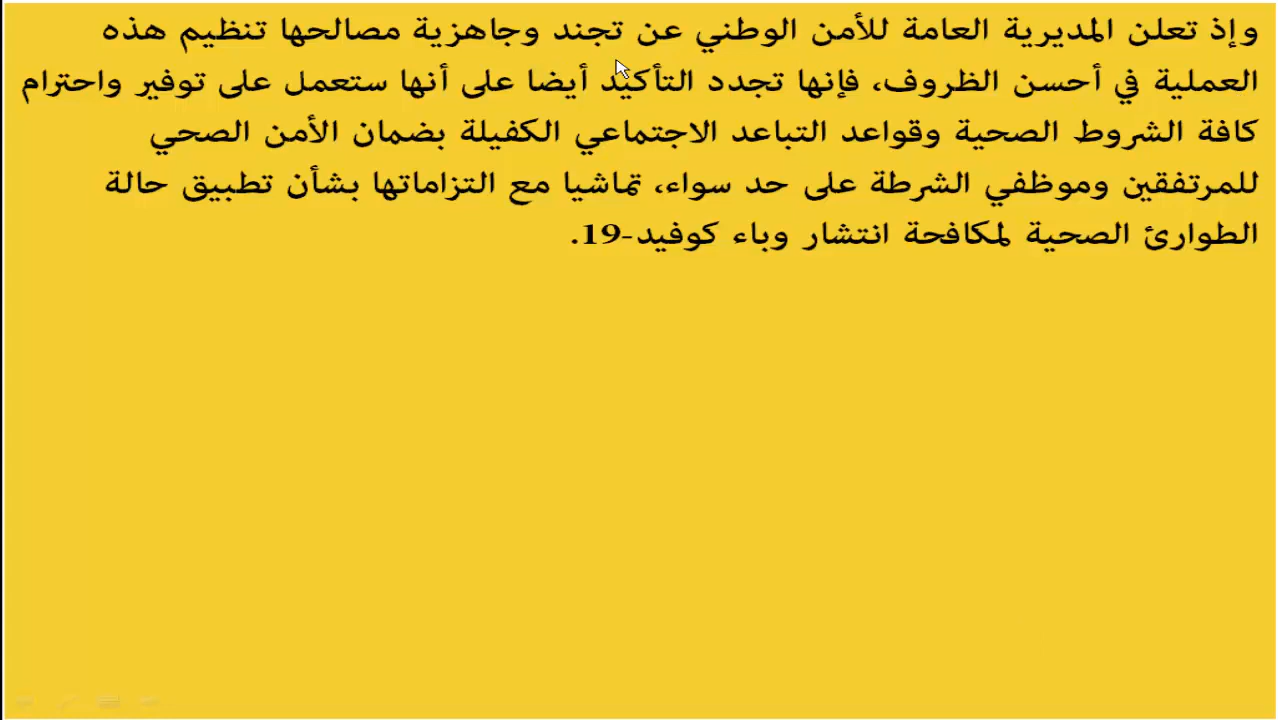 وإذ تعلن المديرية العامة للأمن الوطني عن تجند وجاهزية مصالحها تنظيم هذه
العملية في أحسن الظروف، فإنها تجدد التأكيد أيضا على أنها ستعمل على توفير واحترام
كافة الشروط الصحية وقواعد التباعد الاجتماعي الكفيلة بضمان الأمن الصحي
للمرتفقين وموظفي الشرطة على حد سواء، تماشيا مع التزاماتها بشأن تطبيق حالة
الطوارئ الصحية لمكافحة انتشار وباء كوفيد-19.